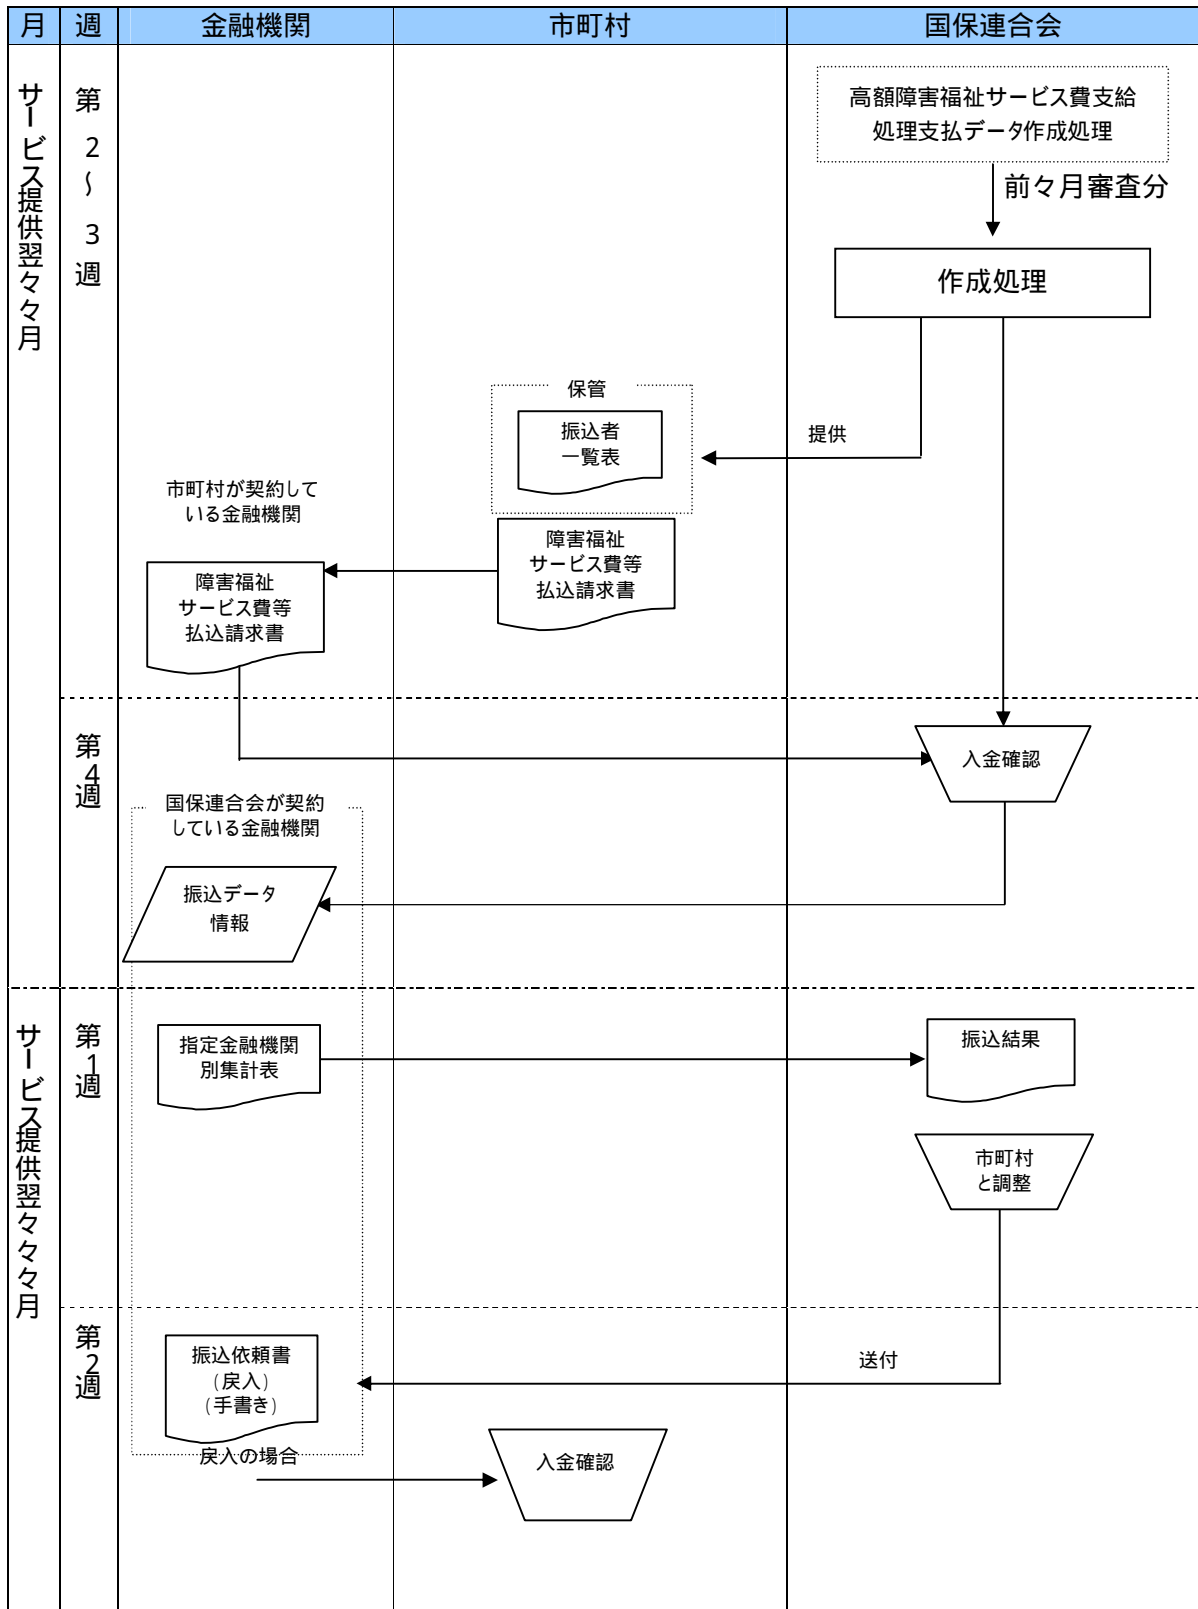 月 週 金融機関 市町村 国保連合会
サービス提供翌々々月
第2～3週
高額障害福祉サービス費支給
処理支払データ作成処理
前々月審査分
作成処理
保管
振込者
一覧表
提供
市町村が契約して
いる金融機関
障害福祉
サービス費等
払込請求書
障害福祉
サービス費等
払込請求書
第4週
入金確認
国保連合会が契約
している金融機関
振込データ
情報
サービス提供翌々々々月
第1週
指定金融機関
別集計表
振込結果
市町村
と調整
第2週
振込依頼書
(戻入)
(手書き)
送付
戻入の場合
入金確認